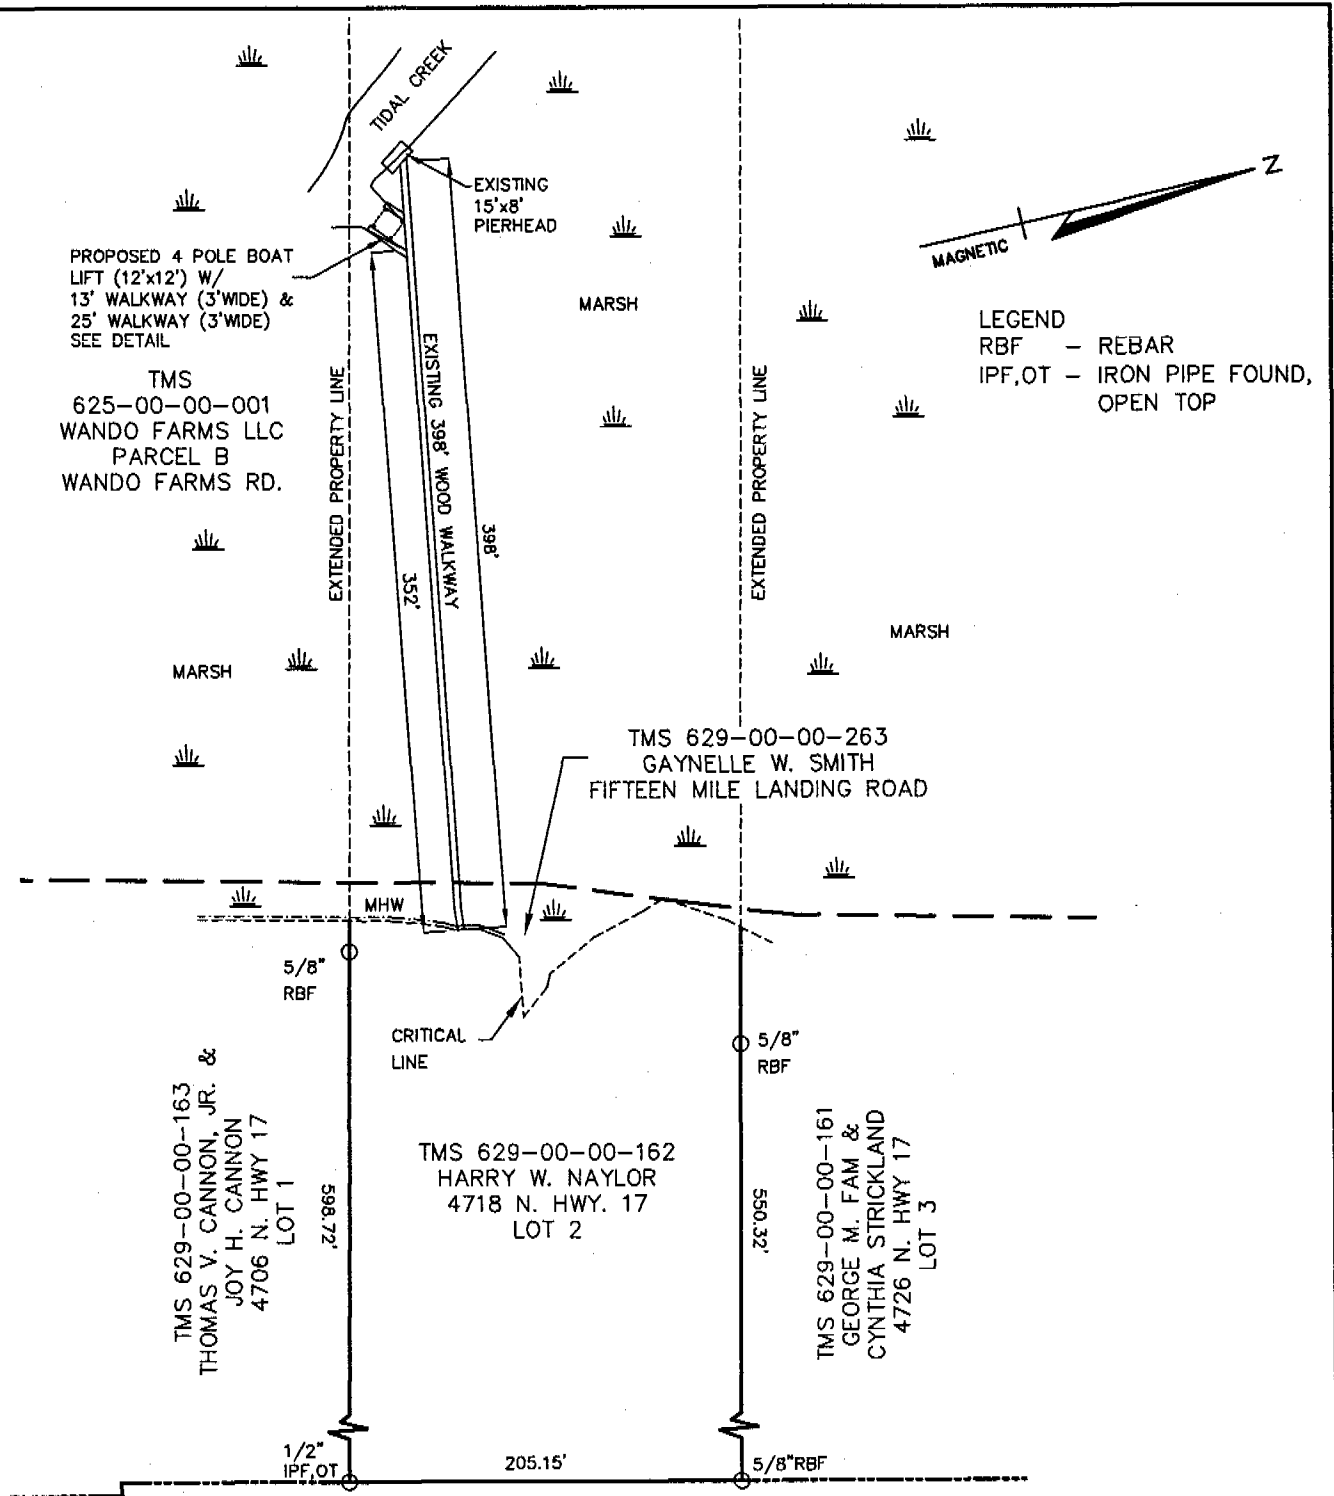 TIDAL CREEK
EXISTING
15'x8'
PIERHEAD
Z
MAGNETIC
PROPOSED 4 POLE BOAT
LIFT (12'x12') W/
13' WALKWAY (3'WIDE) &
25' WALKWAY (3'WIDE)
SEE DETAIL
MARSH
LEGEND
RBF - REBAR
IPF,OT - IRON PIPE FOUND,
OPEN TOP
TMS
625-00-00-001
WANDO FARMS LLC
PARCEL B
WANDO FARMS RD.
EXTENDED PROPERTY LINE
EXISTING 398' WOOD WALKWAY
398'
352'
EXTENDED PROPERTY LINE
MARSH
MARSH
TMS 629-00-00-263
GAYNELLE W. SMITH
FIFTEEN MILE LANDING ROAD
MHW
5/8"
RBF
CRITICAL
LINE
5/8"
RBF
TMS 629-00-00-163
THOMAS V. CANNON, JR. &
JOY H. CANNON
4706 N. HWY 17
LOT 1
598.72'
TMS 629-00-00-162
HARRY W. NAYLOR
4718 N. HWY. 17
LOT 2
550.32'
TMS 629-00-00-161
GEORGE M. FAM &
CYNTHIA STRICKLAND
4726 N. HWY 17
LOT 3
1/2"
IPF,OT
205.15'
5/8"RBF